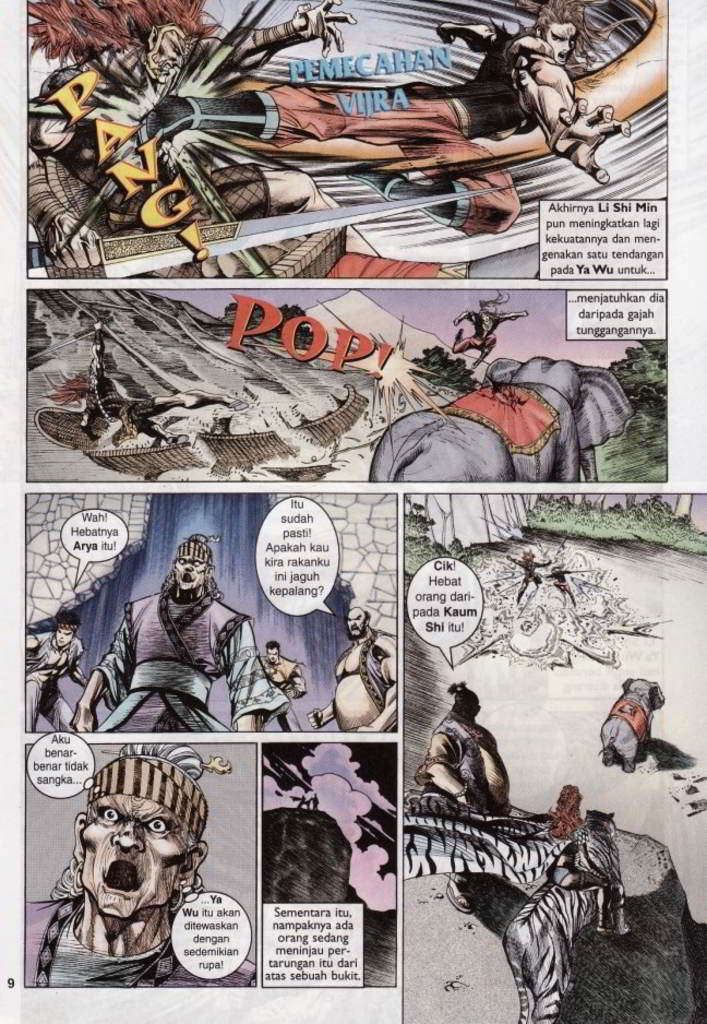 PANG!
PEMECAHAN
VIJRA
Akhirnya Li Shi Min
pun meningkatkan lagi
kekuatannya dan men-
genakan satu tendangan
pada Ya Wu untuk...
POP!
...menjatuhkan dia
daripada gajah
tunggangannya.
Wah!
Hebatnya
Arya itu!
Itu
sudah
pasti!
Apakah kau
kira rakanku
ini jaguh
kepalang?
Cik!
Hebat
orang dari-
pada Kaum
Shi itu!
Aku
benar-
benar tidak
sangka...
...Ya
Wu itu akan
ditewaskan
dengan
sedemikian
rupa!
Sementara itu,
nampaknya ada
orang sedang
meninjau per-
tarungan itu dari
atas sebuah bukit.
9